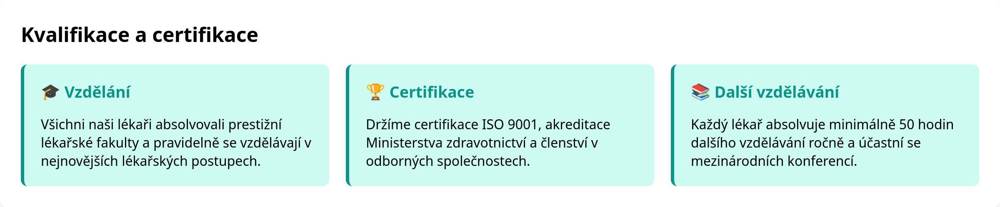 Kvalifikace a certifikace
🎓 Vzdělání
Všichni naši lékaři absolvovali prestižní
lékařské fakulty a pravidelně se vzdělávají v
nejnovějších lékařských postupech.
🏆 Certifikace
Držíme certifikace ISO 9001, akreditace
Ministerstva zdravotnictví a členství v
odborných společnostech.
📚 Další vzdělávání
Každý lékař absolvuje minimálně 50 hodin
dalšího vzdělávání ročně a účastní se
mezinárodních konferencí.